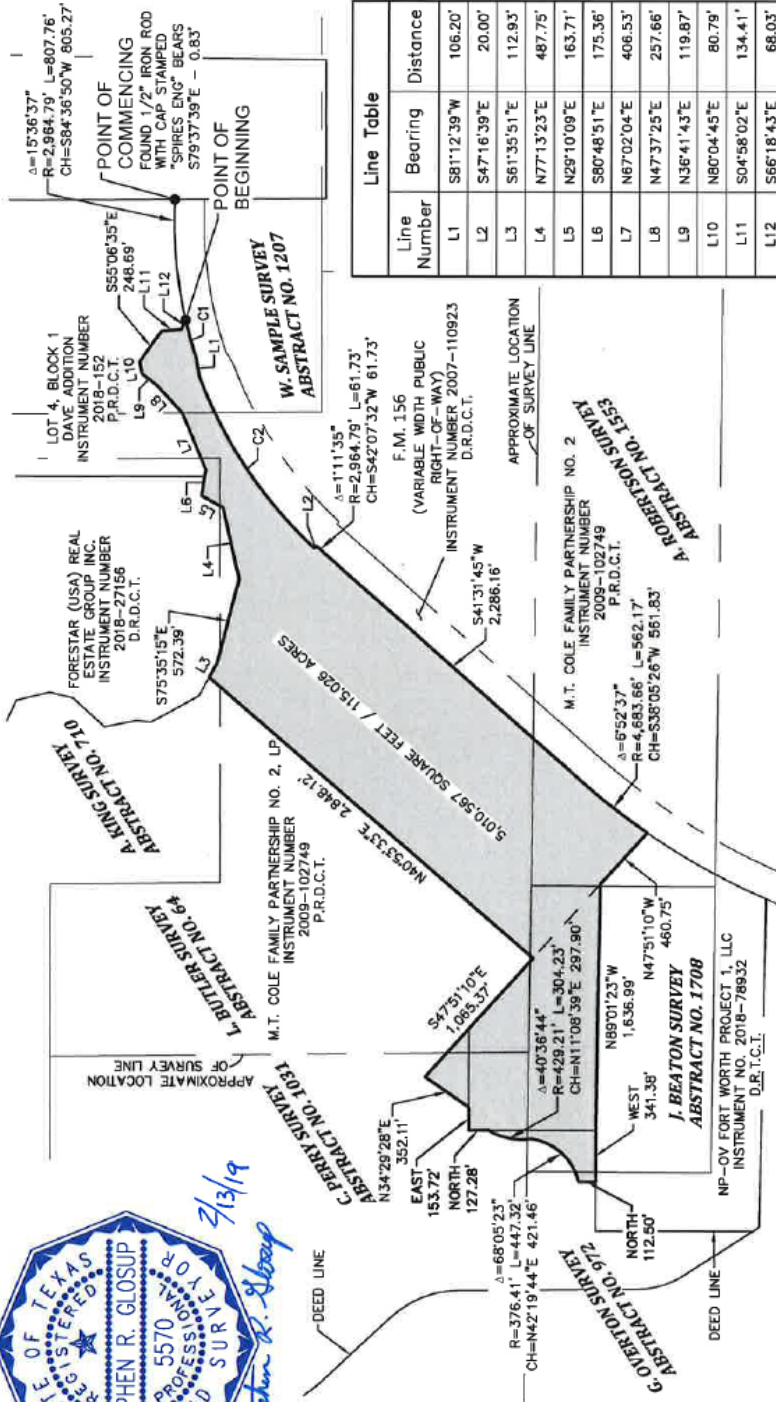 Δ=15°36'37"
R=2,964.79' L=807.76'
CH=S84°36'50"W 805.27'
POINT OF
COMMENCING
FOUND 1/2" IRON ROD
WITH CAP STAMPED
"SPIRES ENG" BEARS
S79°37'39"E - 0.83'
POINT OF
BEGINNING
S55°06'35"E
248.69'
L11
L12
L10
L9
L8
C1
L1
LOT 4, BLOCK 1
DAVE ADDITION
INSTRUMENT NUMBER
2018-152
P.R.D.C.T.
W. SAMPLE SURVEY
ABSTRACT NO. 1207
L7
L6
L5
L4
C2
L2
Δ=1°11'35"
R=2,964.79' L=61.73'
CH=S42°07'32"W 61.73'
FORESTAR (USA) REAL
ESTATE GROUP INC.
INSTRUMENT NUMBER
2018-27156
D.R.D.C.T.
S75°35'15"E
572.39'
L3
F.M. 156
(VARIABLE WIDTH PUBLIC
RIGHT-OF-WAY)
INSTRUMENT NUMBER 2007-110923
D.R.D.C.T.
APPROXIMATE LOCATION
OF SURVEY LINE
A. KING SURVEY
ABSTRACT NO. 710
S41°31'45"W
2,286.16'
5,010,567 SQUARE FEET / 115.026 ACRES
N40°53'33"E 2,848.12'
M.T. COLE FAMILY PARTNERSHIP NO. 2
INSTRUMENT NUMBER
2009-102749
P.R.D.C.T.
A. ROBERTSON SURVEY
ABSTRACT NO. 1553
L. BUTLER SURVEY
ABSTRACT NO. 64
M.T. COLE FAMILY PARTNERSHIP NO. 2, LP
INSTRUMENT NUMBER
2009-102749
P.R.D.C.T.
Δ=6°52'37"
R=4,683.66' L=562.17'
CH=S38°05'26"W 561.83'
APPROXIMATE LOCATION
OF SURVEY LINE
S47°51'10"E
1,065.37'
N47°51'10"W
460.75'
Δ=40°36'44"
R=429.21' L=304.23'
CH=N11°08'39"E 297.90'
N89°01'23"W
1,636.99'
J. BEATON SURVEY
ABSTRACT NO. 1708
C. PERRY SURVEY
ABSTRACT NO. 1031
N34°29'28"E
352.11'
EAST
153.72'
NORTH
127.28'
WEST
341.38'
NP-OV FORT WORTH PROJECT 1, LLC
INSTRUMENT NO. 2018-78932
D.R.T.C.T.
Δ=68°05'23"
R=376.41' L=447.32'
CH=N42°19'44"E 421.46'
NORTH
112.50'
G. OVERTON SURVEY
ABSTRACT NO. 972
DEED LINE
DEED LINE
Line Table
Line Number Bearing Distance
L1 S81°12'39"W 106.20'
L2 S47°16'39"E 20.00'
L3 S61°35'51"E 112.93'
L4 N77°13'23"E 487.75'
L5 N29°10'09"E 163.71'
L6 S80°48'51"E 175.36'
L7 N67°02'04"E 406.53'
L8 N47°37'25"E 257.66'
L9 N36°41'43"E 119.87'
L10 N80°04'45"E 80.79'
L11 S04°58'02"E 134.41'
L12 S66°18'43"E 68.03'
TE OF TEXAS
REGISTERED
PHEN R. GLOSUP
5570
PROFESSIONAL
D SURVEYOR
2/13/19